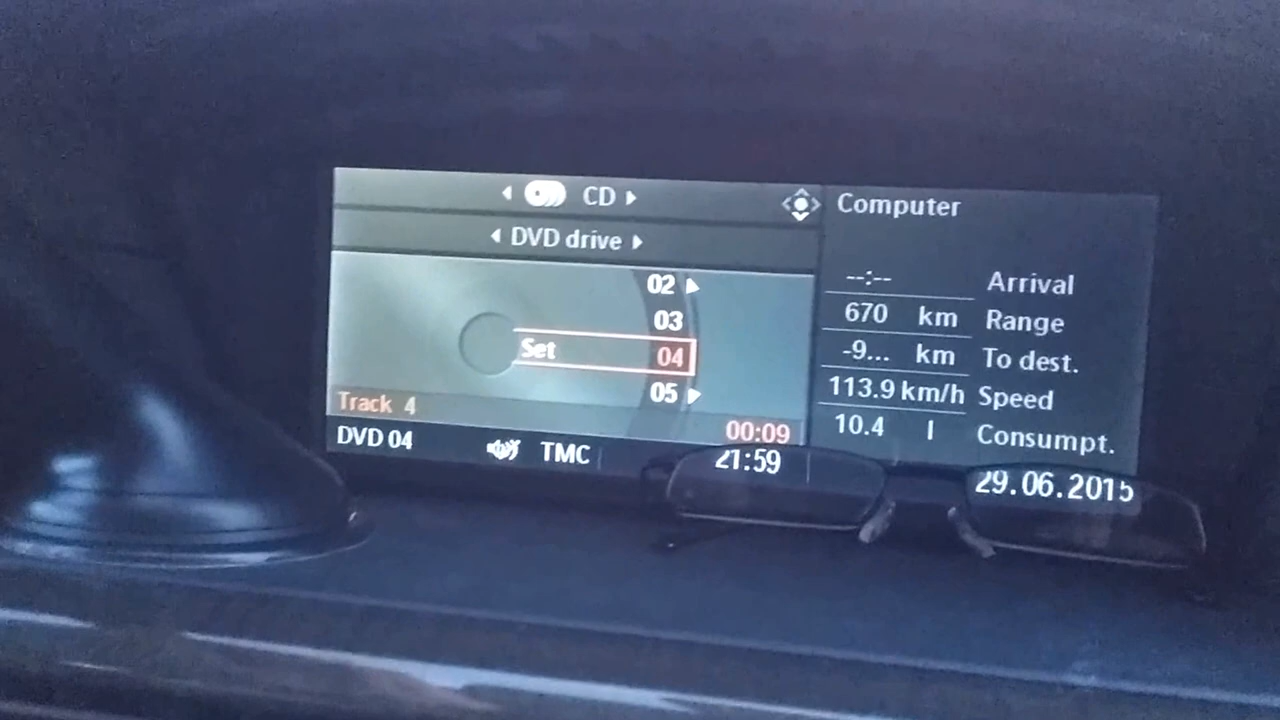 CD
DVD drive
02
03
Set 04
05
Track 4
00:09
DVD 04 TMC 21:59
Computer
--:-- Arrival
670 km Range
-9... km To dest.
113.9 km/h Speed
10.4 l Consumpt.
29.06.2015